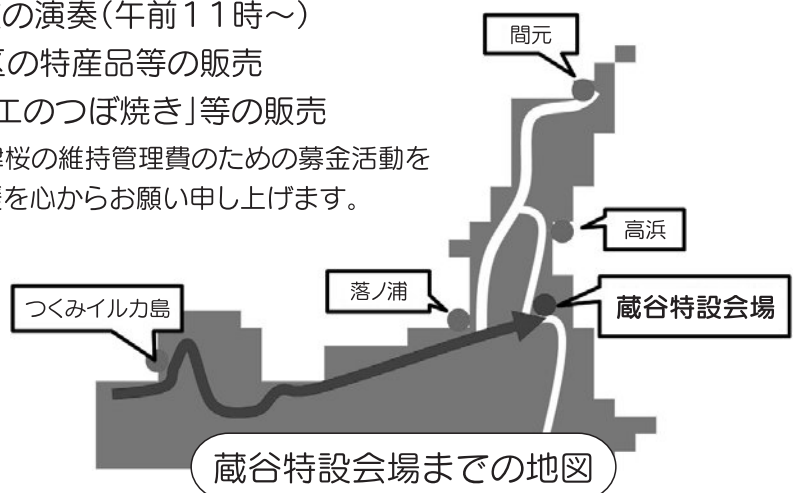 の演奏(午前11時～)
の特産品等の販売
エのつぼ焼き」等の販売
桜の維持管理費のための募金活動を
を心からお願い申し上げます。
間元
高浜
落ノ浦
つくみイルカ島
蔵谷特設会場
蔵谷特設会場までの地図